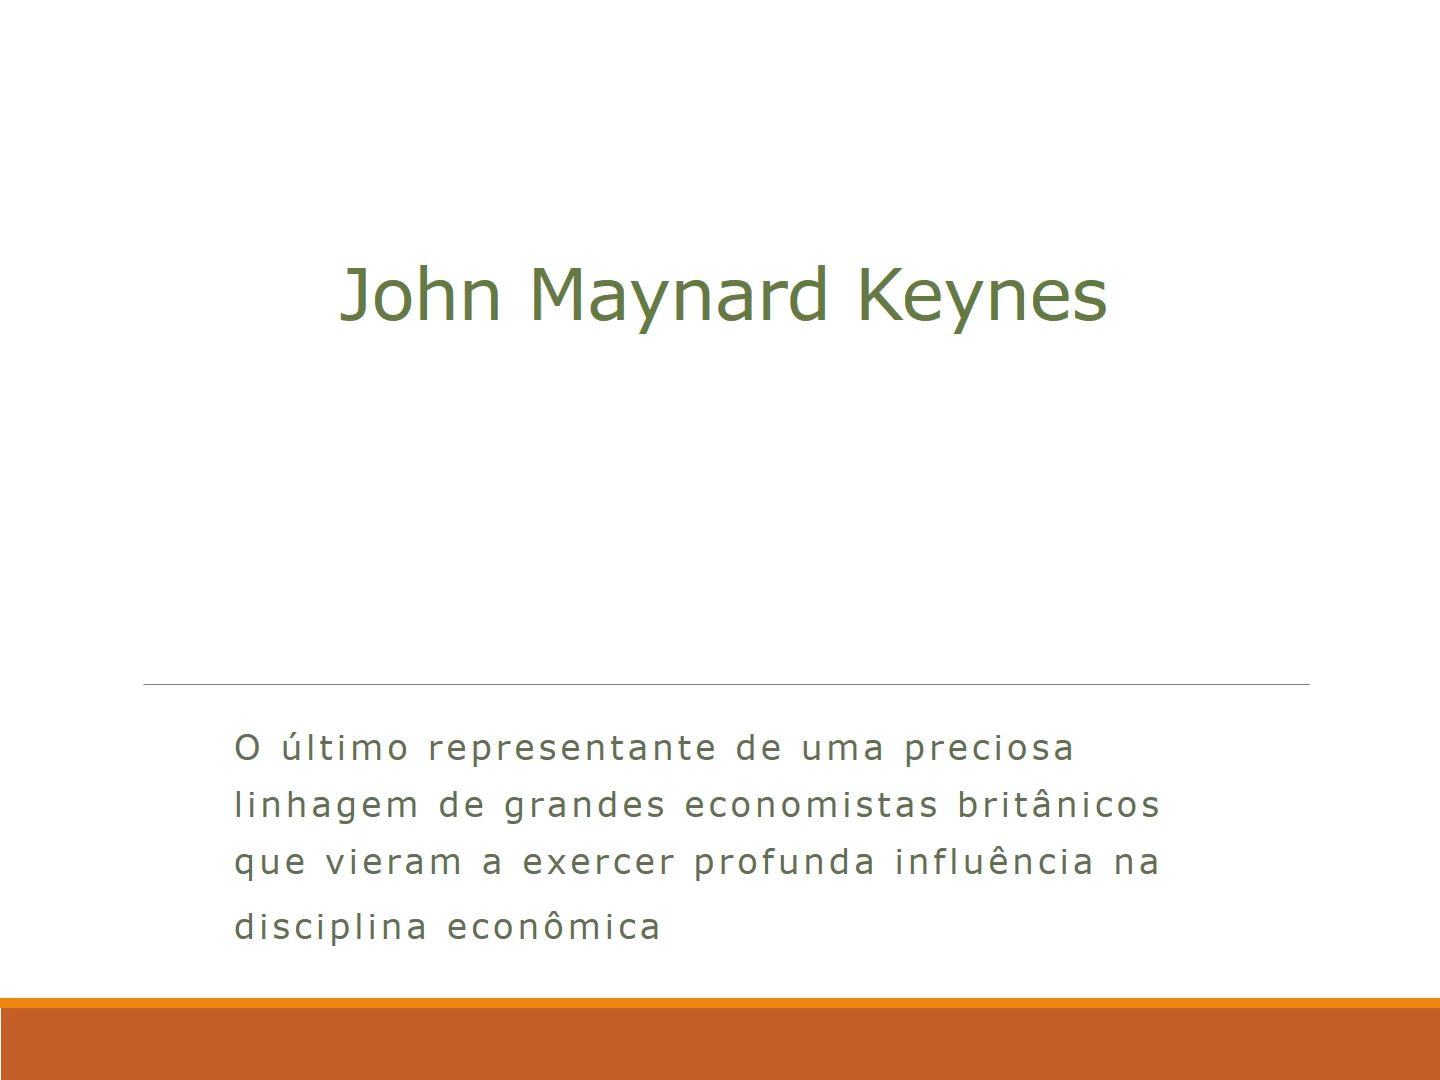 John Maynard Keynes
O último representante de uma preciosa
linhagem de grandes economistas britânicos
que vieram a exercer profunda influência na
disciplina econômica